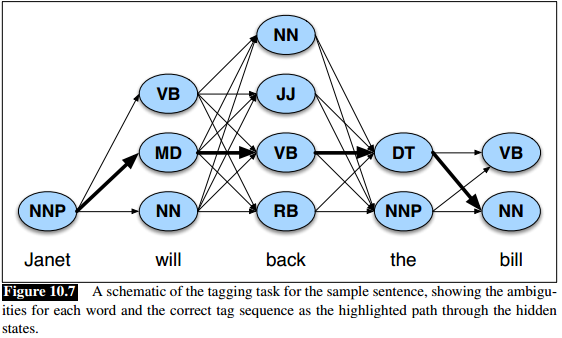 NN
VB JJ
MD VB DT VB
NNP NN RB NNP NN
Janet will back the bill
Figure 10.7 A schematic of the tagging task for the sample sentence, showing the ambigu-
ities for each word and the correct tag sequence as the highlighted path through the hidden
states.